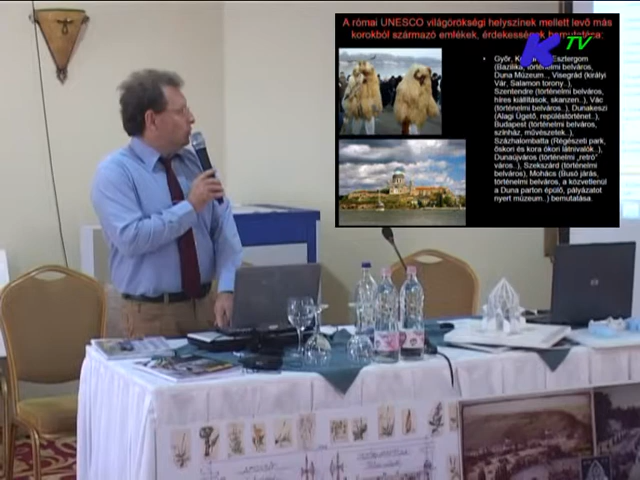 A római UNESCO világörökségi helyszínek mellett levő más
korokból származó emlékek, érdekességek bemutatása:
K TV
• Győr, Esztergom
(Bazilika, történelmi belváros,
Duna Múzeum..), Visegrád (királyi
Vár, Salamon torony..),
Szentendre (történelmi belváros,
híres kiállítások, skanzen..), Vác
(történelmi belváros..), Dunakeszi
(Alagi Ügető, repüléstörténet..),
Budapest (történelmi belváros,
színház, művészetek..),
Százhalombatta (Régészeti park,
őskori és kora ókori látnivalók..),
Dunaújváros (történelmi „retró"
város..), Szekszárd (történelmi
belváros), Mohács (Busó járás,
történelmi belváros, a közvetlenül
a Duna parton épülő, pályázatot
nyert múzeum..) bemutatása.